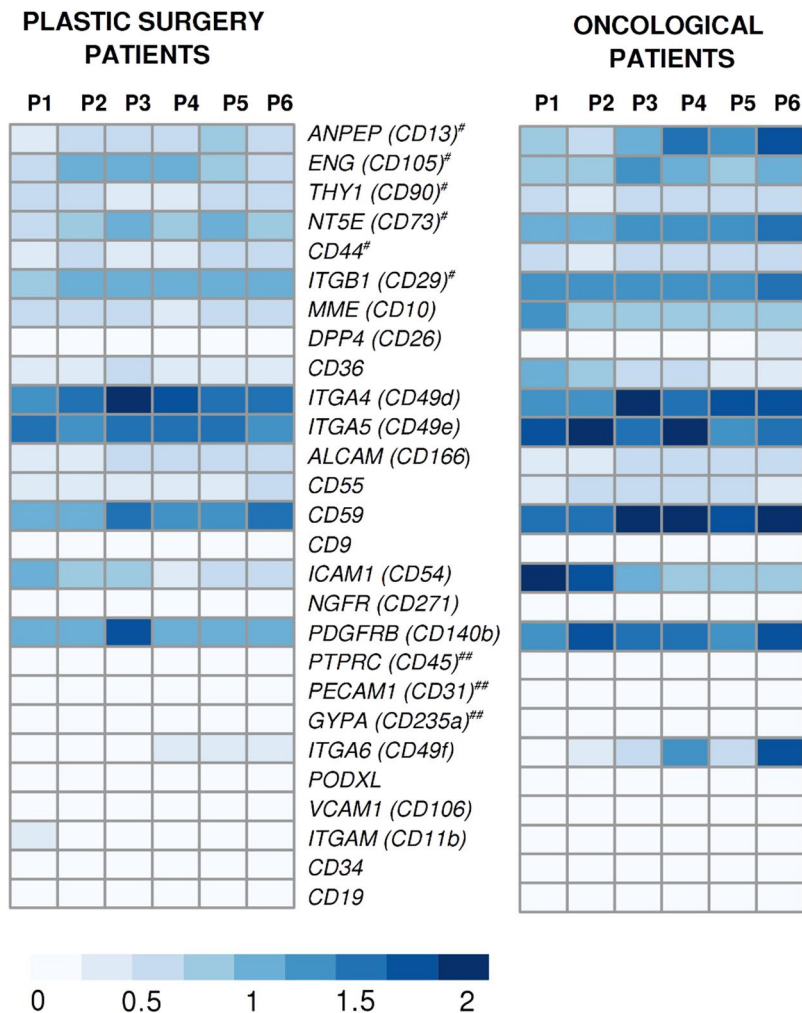 PLASTIC SURGERY
PATIENTS
ONCOLOGICAL
PATIENTS
P1 P2 P3 P4 P5 P6
P1 P2 P3 P4 P5 P6
ANPEP (CD13)#
ENG (CD105)#
THY1 (CD90)#
NT5E (CD73)#
CD44#
ITGB1 (CD29)#
MME (CD10)
DPP4 (CD26)
CD36
ITGA4 (CD49d)
ITGA5 (CD49e)
ALCAM (CD166)
CD55
CD59
CD9
ICAM1 (CD54)
NGFR (CD271)
PDGFRB (CD140b)
PTPRC (CD45)##
PECAM1 (CD31)##
GYPA (CD235a)##
ITGA6 (CD49f)
PODXL
VCAM1 (CD106)
ITGAM (CD11b)
CD34
CD19
0 0.5 1 1.5 2